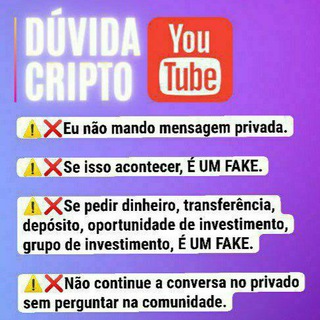 DÚVIDA
CRIPTO
You
Tube
⚠️❌Eu não mando mensagem privada.
⚠️❌Se isso acontecer, É UM FAKE.
⚠️❌Se pedir dinheiro, transferência,
depósito, oportunidade de investimento,
grupo de investimento, É UM FAKE.
⚠️❌Não continue a conversa no privado
sem perguntar na comunidade.